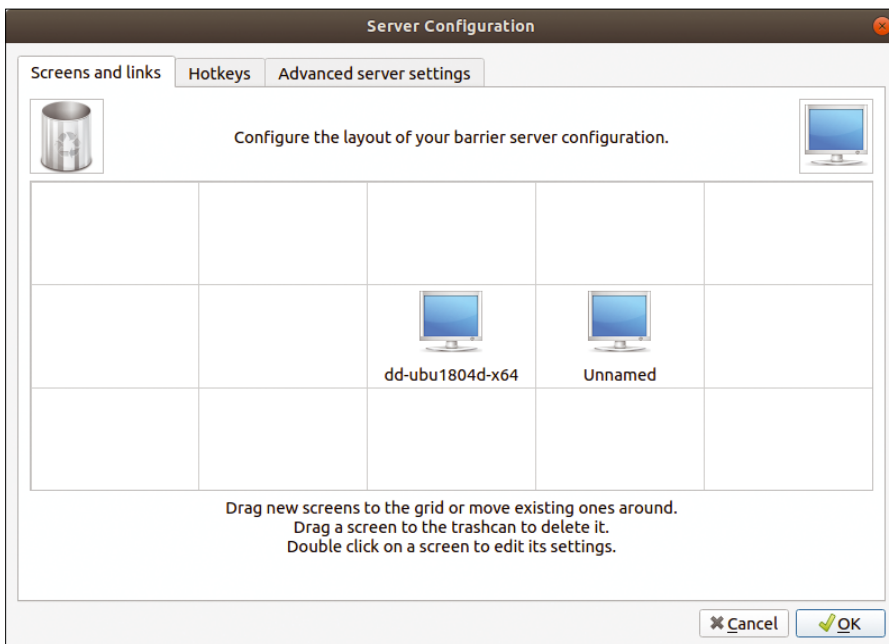 Server Configuration
Screens and links
Hotkeys
Advanced server settings
Configure the layout of your barrier server configuration.
dd-ubu1804d-x64
Unnamed
Drag new screens to the grid or move existing ones around.
Drag a screen to the trashcan to delete it.
Double click on a screen to edit its settings.
Cancel
OK